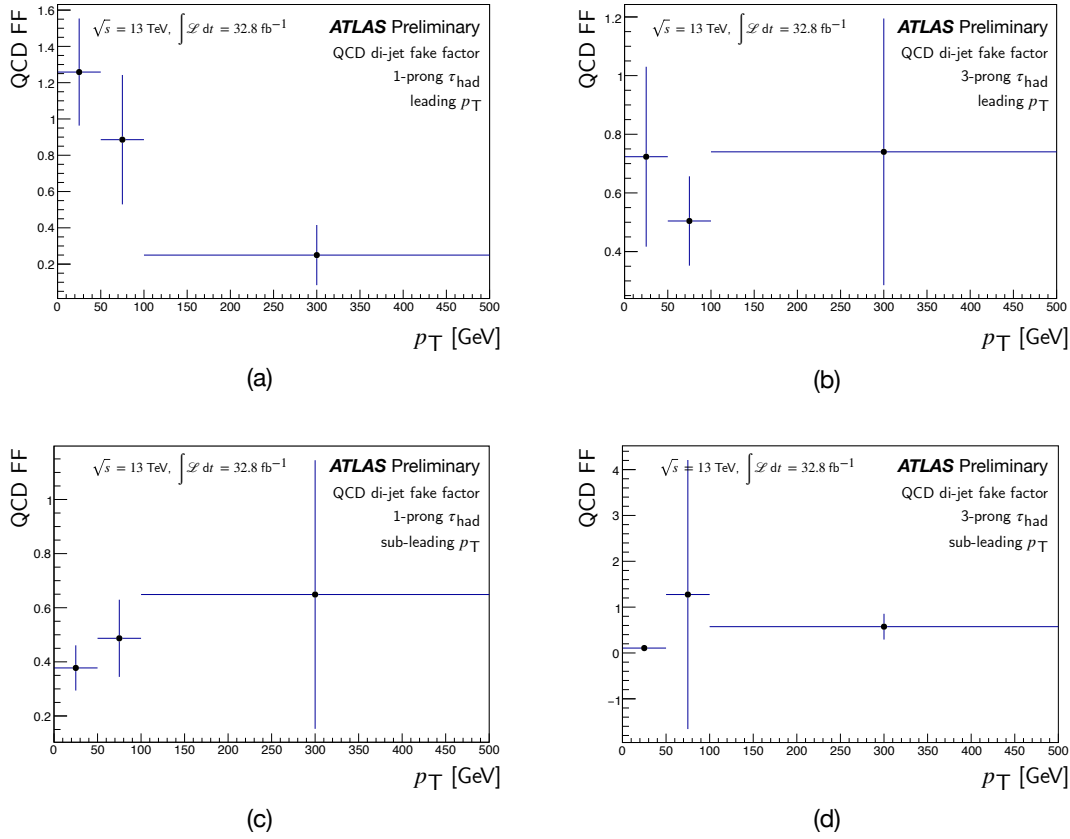 QCD FF
√s = 13 TeV, ∫ℒ dt = 32.8 fb⁻¹
ATLAS Preliminary
QCD di-jet fake factor
1-prong τhad
leading pT
1.6
1.4
1.2
1
0.8
0.6
0.4
0.2
0 50 100 150 200 250 300 350 400 450 500
pT [GeV]
(a)
QCD FF
√s = 13 TeV, ∫ℒ dt = 32.8 fb⁻¹
ATLAS Preliminary
QCD di-jet fake factor
3-prong τhad
leading pT
1.2
1
0.8
0.6
0.4
0 50 100 150 200 250 300 350 400 450 500
pT [GeV]
(b)
QCD FF
√s = 13 TeV, ∫ℒ dt = 32.8 fb⁻¹
ATLAS Preliminary
QCD di-jet fake factor
1-prong τhad
sub-leading pT
1
0.8
0.6
0.4
0.2
0 50 100 150 200 250 300 350 400 450 500
pT [GeV]
(c)
QCD FF
√s = 13 TeV, ∫ℒ dt = 32.8 fb⁻¹
ATLAS Preliminary
QCD di-jet fake factor
3-prong τhad
sub-leading pT
4
3
2
1
0
−1
0 50 100 150 200 250 300 350 400 450 500
pT [GeV]
(d)